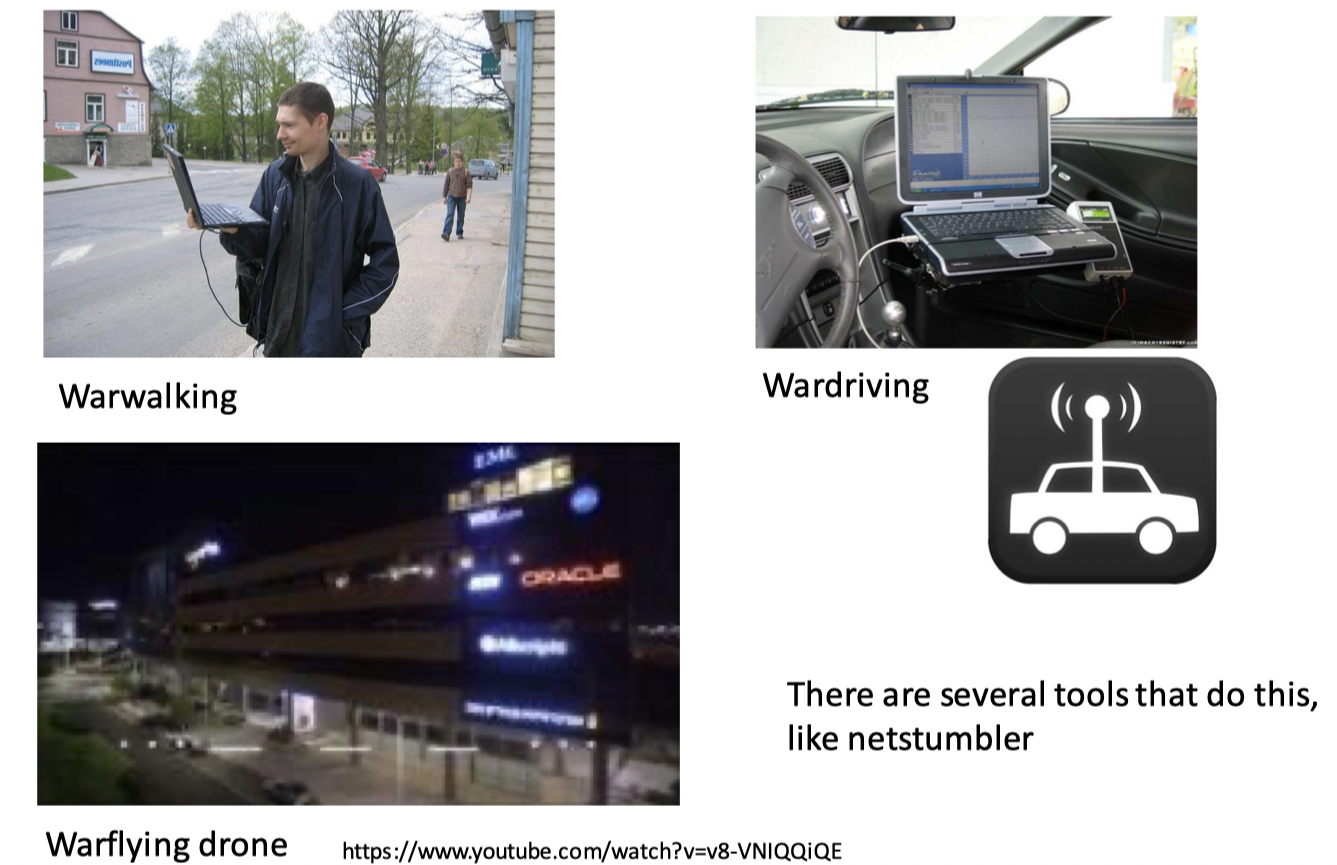 Postimees
Warwalking
Wardriving
EMC
ORACLE
Allscripts
There are several tools that do this,
like netstumbler
Warflying drone
https://www.youtube.com/watch?v=v8-VNIQQiQE